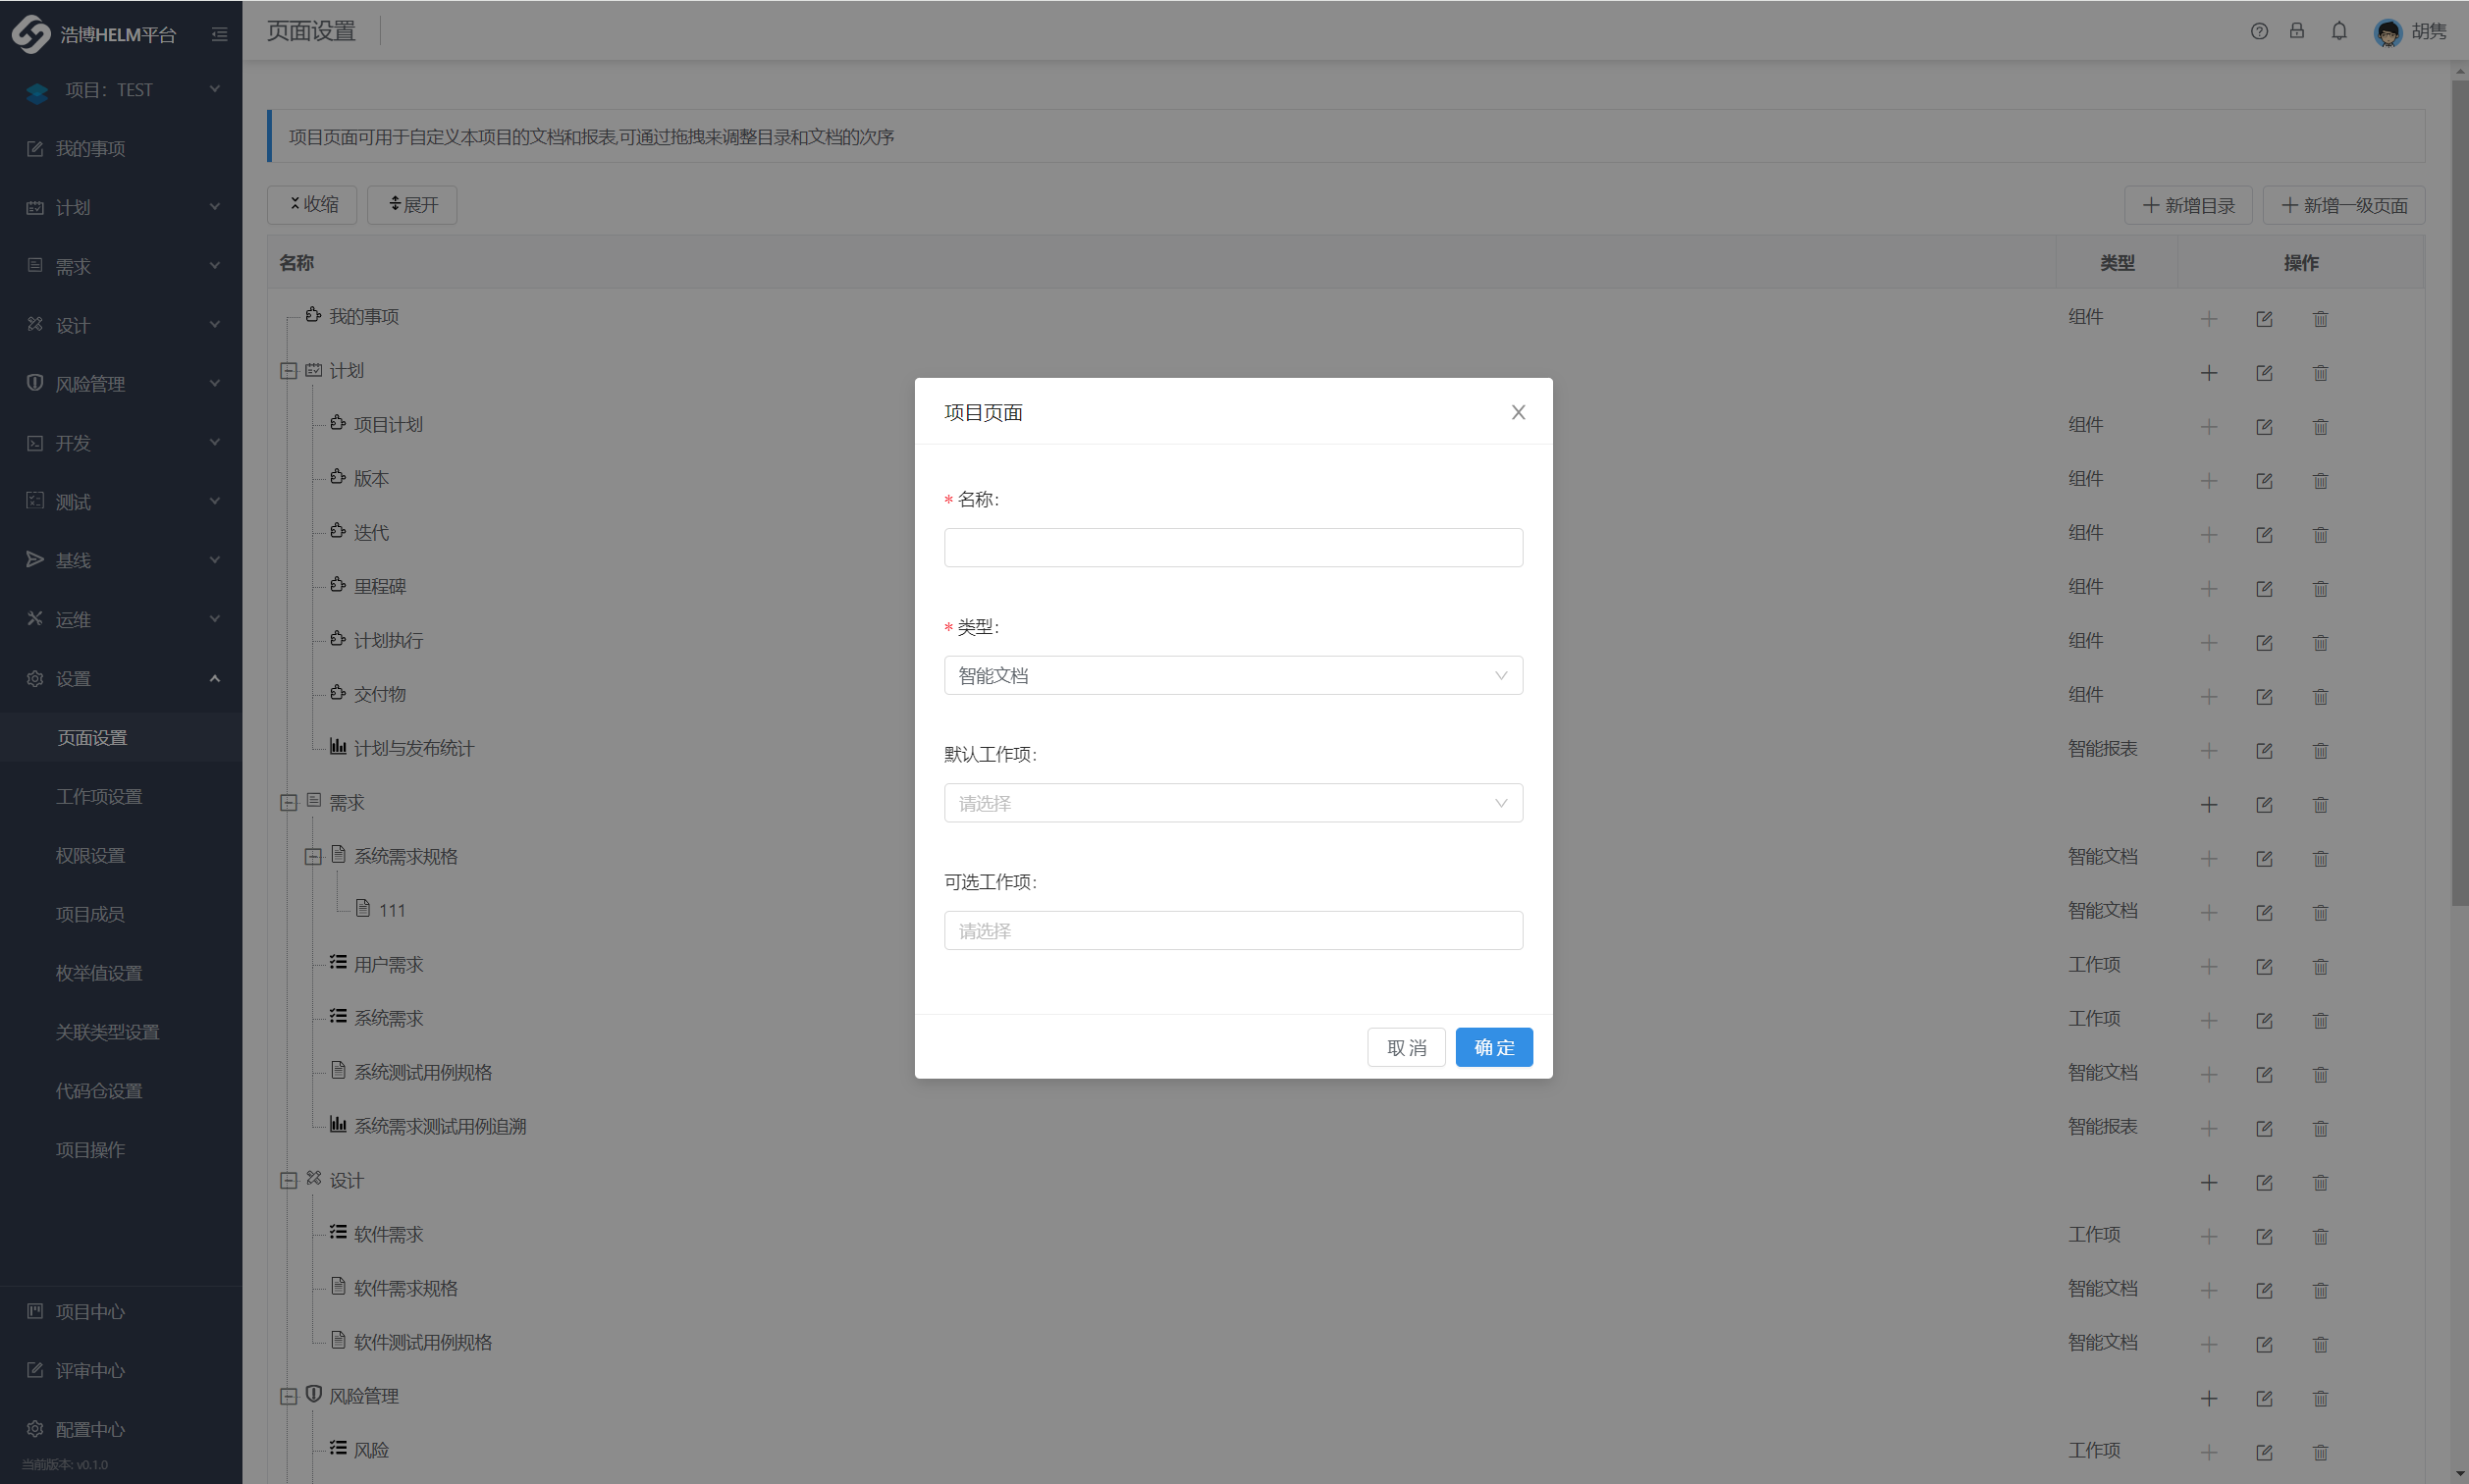 浩博HELM平台
项目：TEST
我的事项
计划
需求
设计
风险管理
开发
测试
基线
运维
设置
页面设置
工作项设置
权限设置
项目成员
枚举值设置
关联类型设置
代码仓设置
项目操作
项目中心
评审中心
配置中心
当前版本: v0.1.0
页面设置
胡隽
项目页面可用于自定义本项目的文档和报表,可通过拖拽来调整目录和文档的次序
收缩 展开 新增目录 新增一级页面
名称 类型 操作
我的事项 组件
计划
项目计划 组件
版本 组件
迭代 组件
里程碑 组件
计划执行 组件
交付物 组件
计划与发布统计 智能报表
需求
系统需求规格 智能文档
111 智能文档
用户需求 工作项
系统需求 工作项
系统测试用例规格 智能文档
系统需求测试用例追溯 智能报表
设计
软件需求 工作项
软件需求规格 智能文档
软件测试用例规格 智能文档
风险管理
风险 工作项
项目页面
* 名称:
* 类型:
智能文档
默认工作项:
请选择
可选工作项:
请选择
取 消 确 定